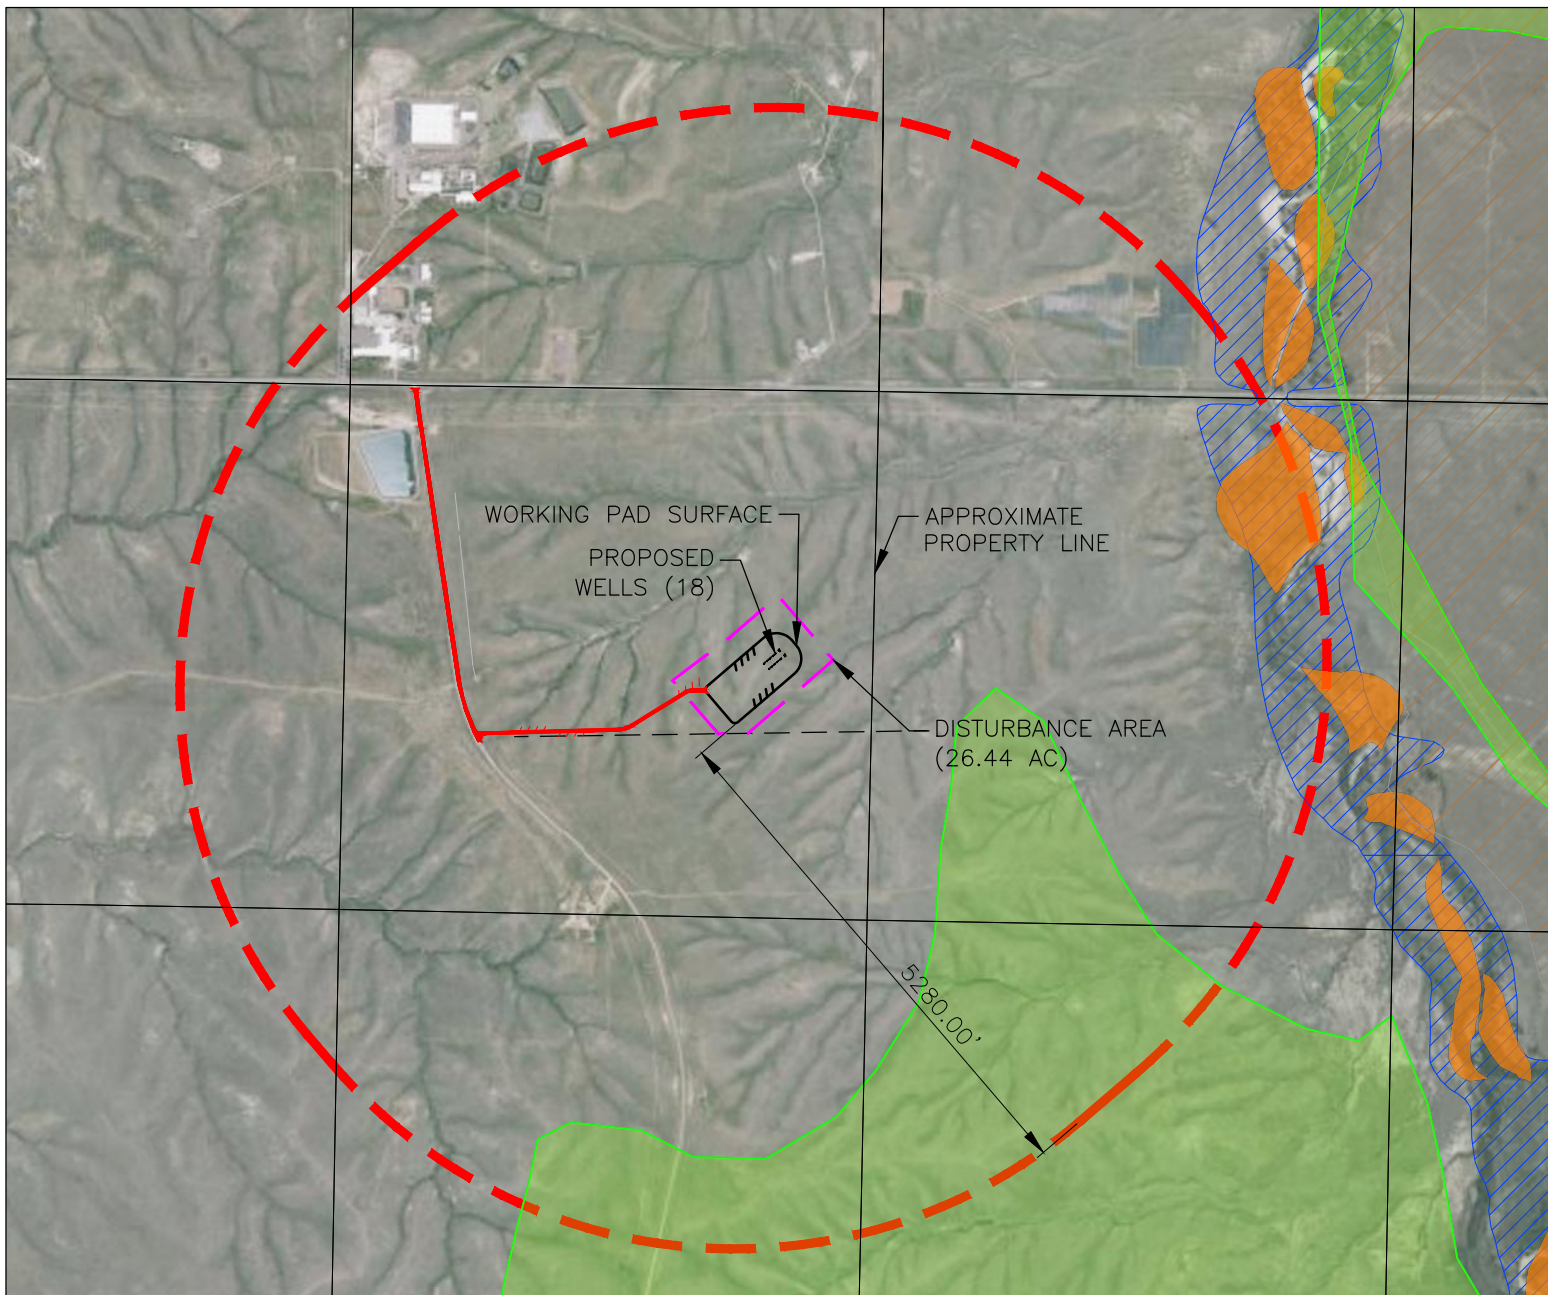 WORKING PAD SURFACE
PROPOSED
WELLS (18)
APPROXIMATE
PROPERTY LINE
DISTURBANCE AREA
(26.44 AC)
5280.00'